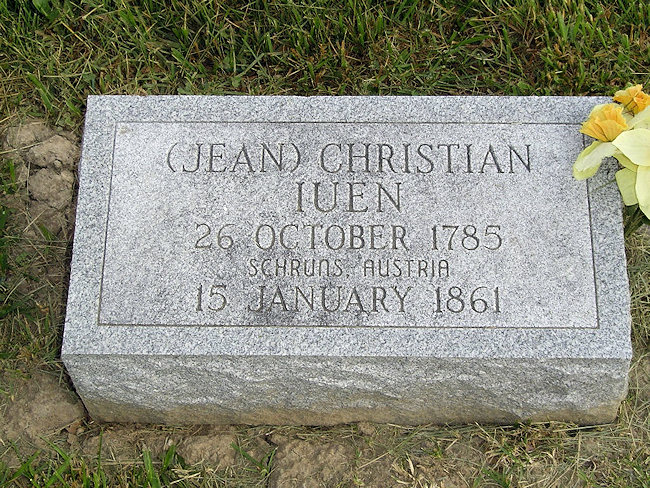 (JEAN) CHRISTIAN
IUEN
26 OCTOBER 1785
SCHRUNS, AUSTRIA
15 JANUARY 1861